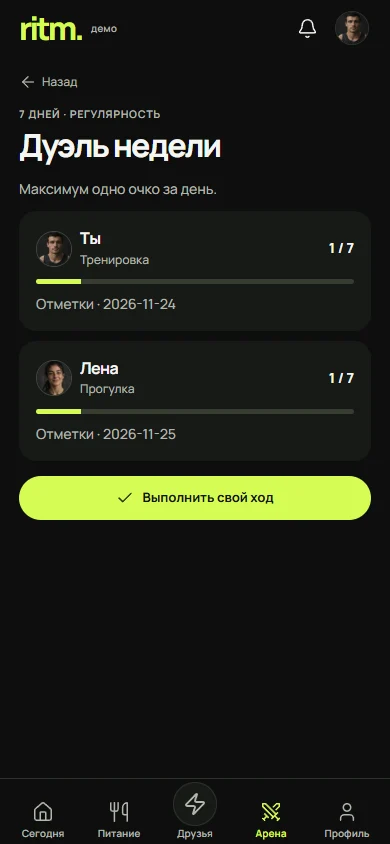 ritm. демо
Назад
7 ДНЕЙ · РЕГУЛЯРНОСТЬ
Дуэль недели
Максимум одно очко за день.
Ты
Тренировка
1 / 7
Отметки · 2026-11-24
Лена
Прогулка
1 / 7
Отметки · 2026-11-25
Выполнить свой ход
Сегодня
Питание
Друзья
Арена
Профиль